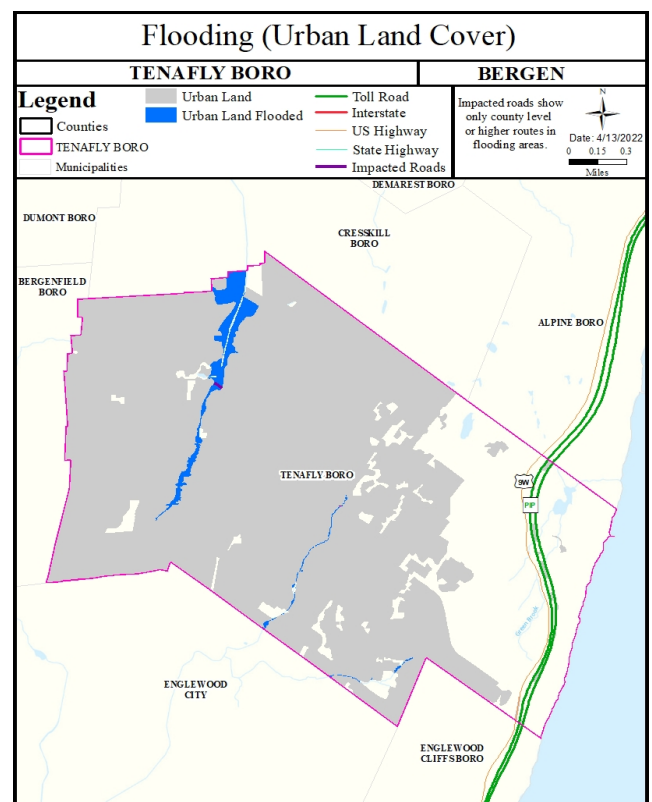 Flooding (Urban Land Cover)
TENAFLY BORO
BERGEN
Legend
Counties
TENAFLY BORO
Municipalities
Urban Land
Urban Land Flooded
Toll Road
Interstate
US Highway
State Highway
Impacted Roads
Impacted roads show
only county level
or higher routes in
flooding areas.
N
Date: 4/13/2022
0 0.15 0.3
Miles
DEMAREST BORO
DUMONT BORO
CRESSKILL
BORO
BERGENFIELD
BORO
ALPINE BORO
TENAFLY BORO
9W
PIP
Green Brook
ENGLEWOOD
CITY
ENGLEWOOD
CLIFFS BORO